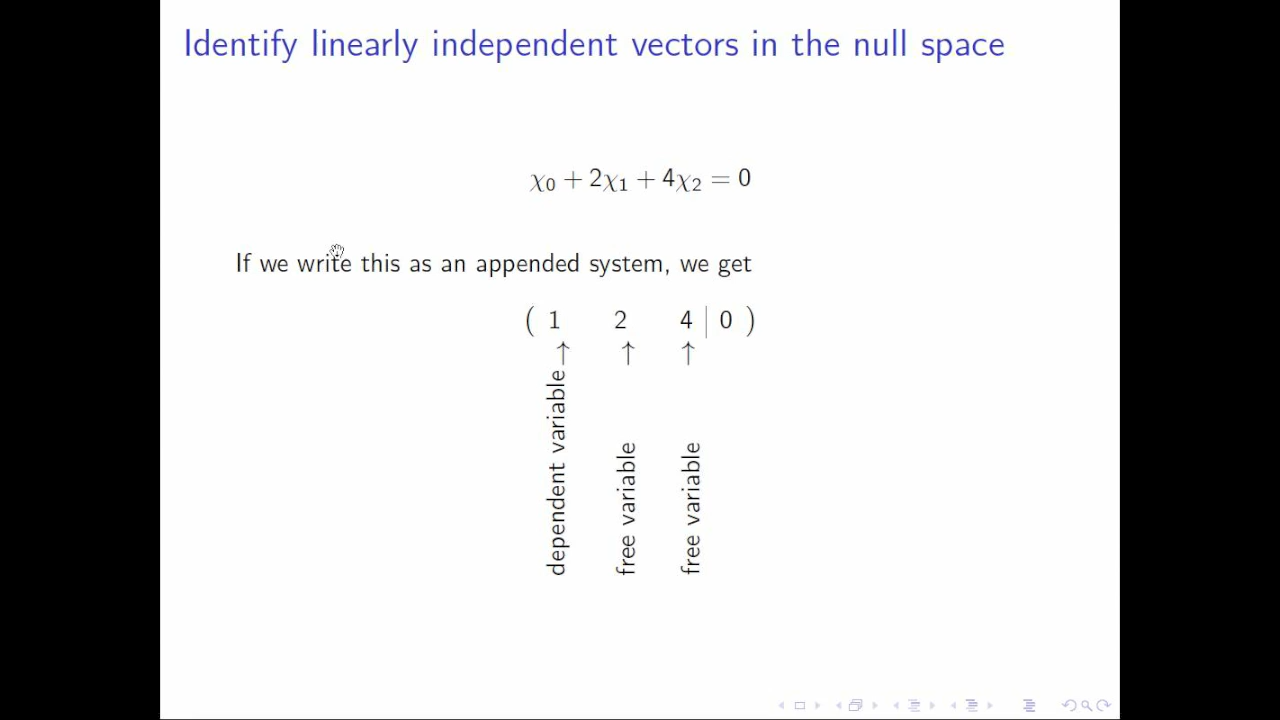 Identify linearly independent vectors in the null space
χ₀ + 2χ₁ + 4χ₂ = 0
If we write this as an appended system, we get
( 1 2 4 | 0 )
↑ ↑ ↑
dependent variable
free variable
free variable